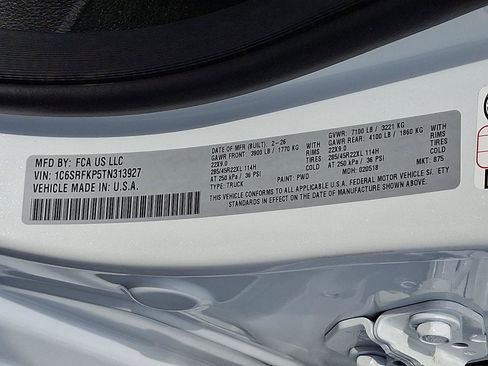 MFD BY: FCA US LLC
VIN: 1C6SRFKP5TN313927
VEHICLE MADE IN: U.S.A.
DATE OF MFR (BUILT): 2-26
GAWR FRONT: 3900 LB / 1770 KG
WITH TIRES
22X9.0 RIMS
285/45R22XL 114H
AT 250 kPa / 36 PSI COLD
TYPE: TRUCK
GVWR: 7100 LB / 3221 KG
GAWR REAR: 4100 LB / 1860 KG
WITH TIRES
22X9.0 RIMS
285/45R22XL 114H
AT 250 kPa / 36 PSI COLD
PAINT: PWD MDH: 020518 MKT: 875
THIS VEHICLE CONFORMS TO ALL APPLICABLE U.S.A. FEDERAL MOTOR VEHICLE S/ ETY
STANDARDS IN EFFECT ON THE DATE OF MANUFACTURE SHOWN ABOVE